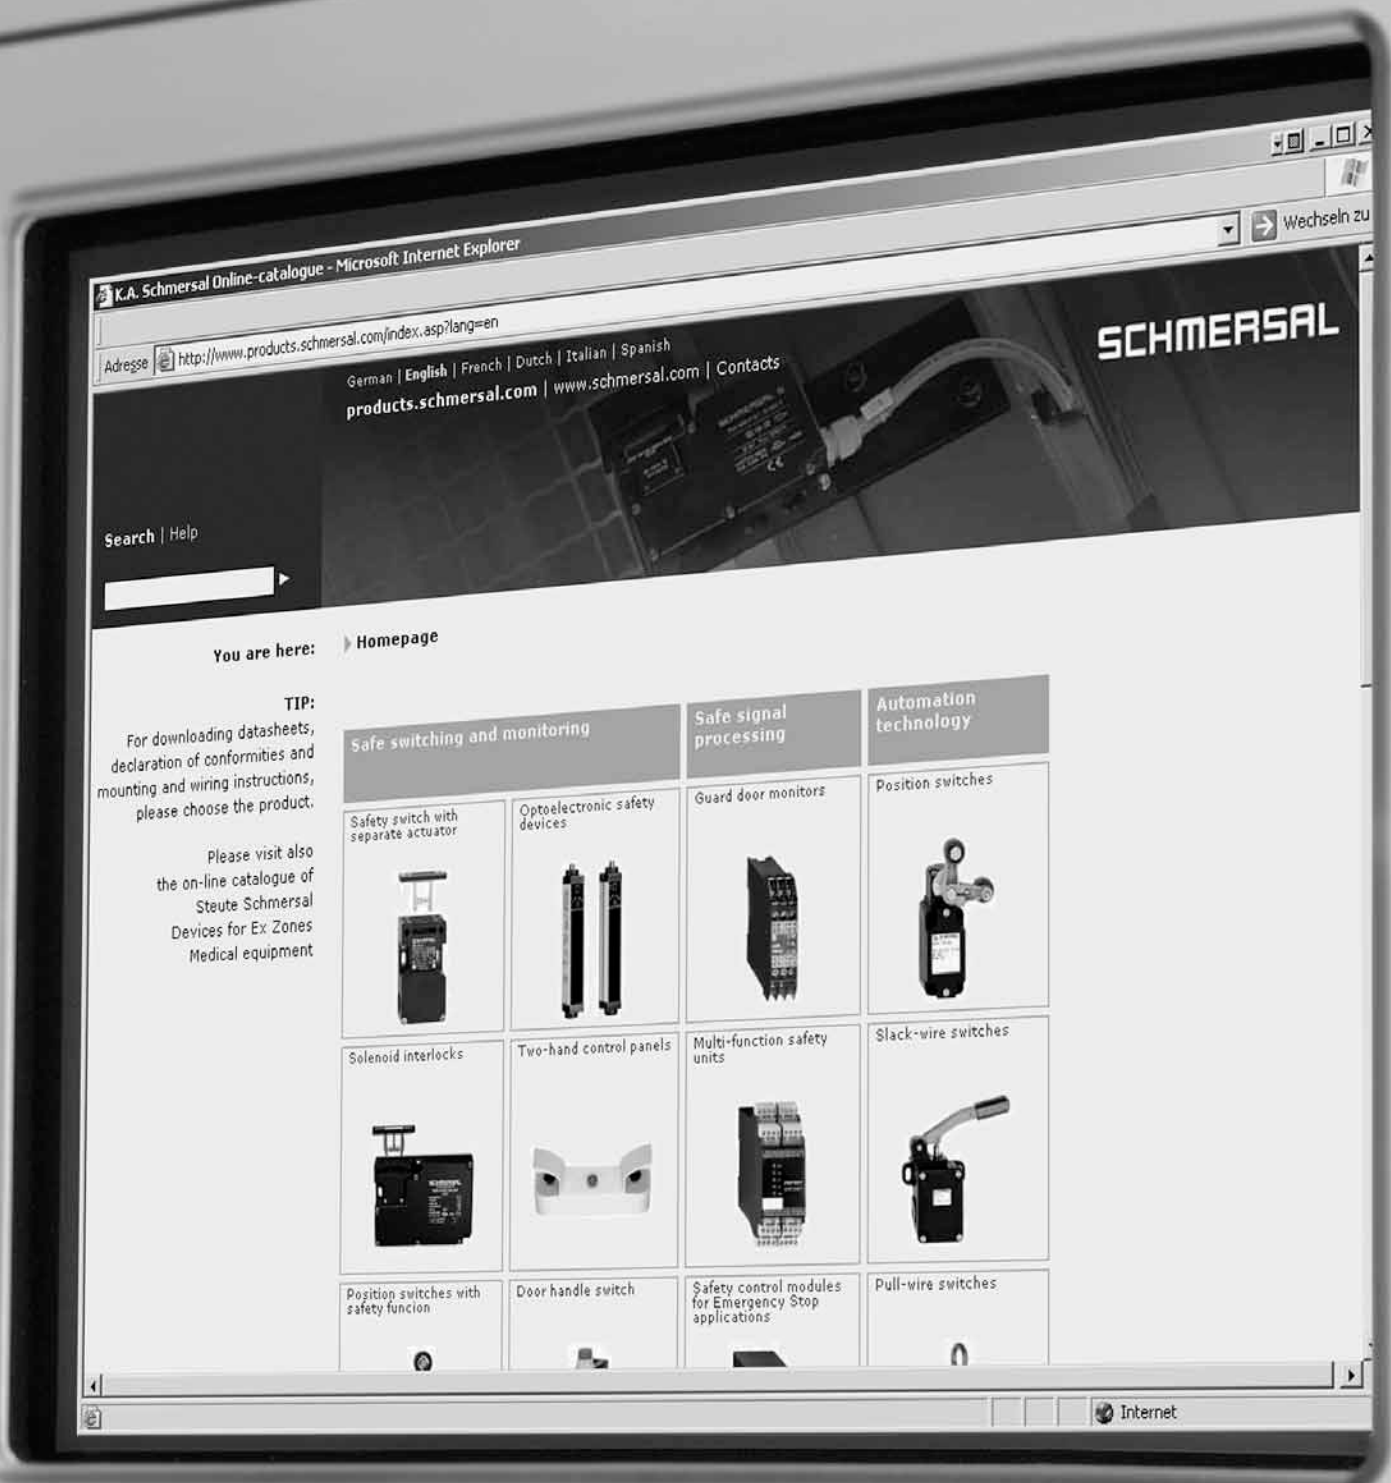 K.A. Schmersal Online-catalogue - Microsoft Internet Explorer
Adresse http://www.products.schmersal.com/index.asp?lang=en
Wechseln zu
German | English | French | Dutch | Italian | Spanish
products.schmersal.com | www.schmersal.com | Contacts
SCHMERSAL
Search | Help
You are here:
Homepage
TIP:
For downloading datasheets,
declaration of conformities and
mounting and wiring instructions,
please choose the product.
Please visit also
the on-line catalogue of
Steute Schmersal
Devices for Ex Zones
Medical equipment
Safe switching and monitoring
Safe signal
processing
Automation
technology
Safety switch with
separate actuator
Optoelectronic safety
devices
Guard door monitors
Position switches
Solenoid interlocks
Two-hand control panels
Multi-function safety
units
Slack-wire switches
SCHMERSAL
Position switches with
safety funcion
Door handle switch
Safety control modules
for Emergency Stop
applications
Pull-wire switches
Internet